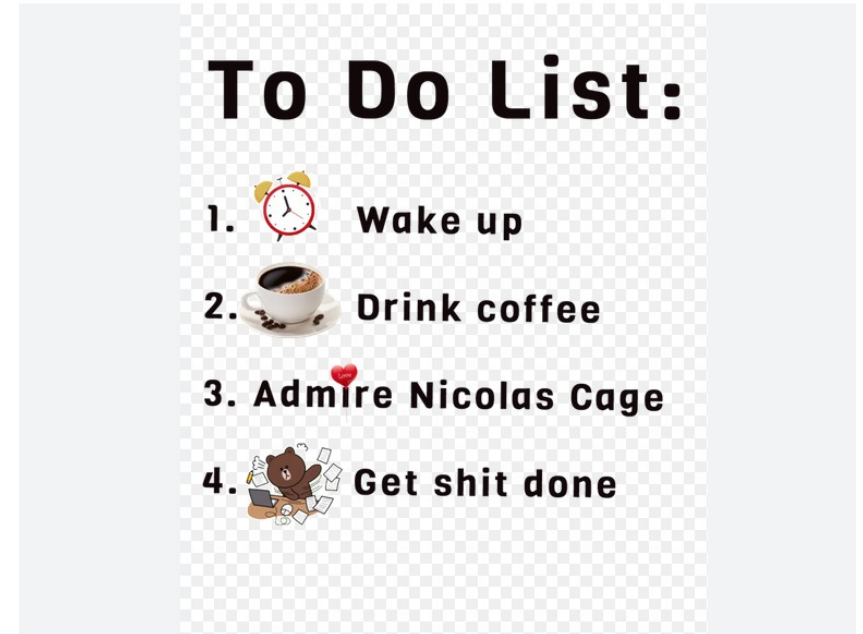 To Do List:
1. Wake up
2. Drink coffee
3. Admire Nicolas Cage
4. Get shit done